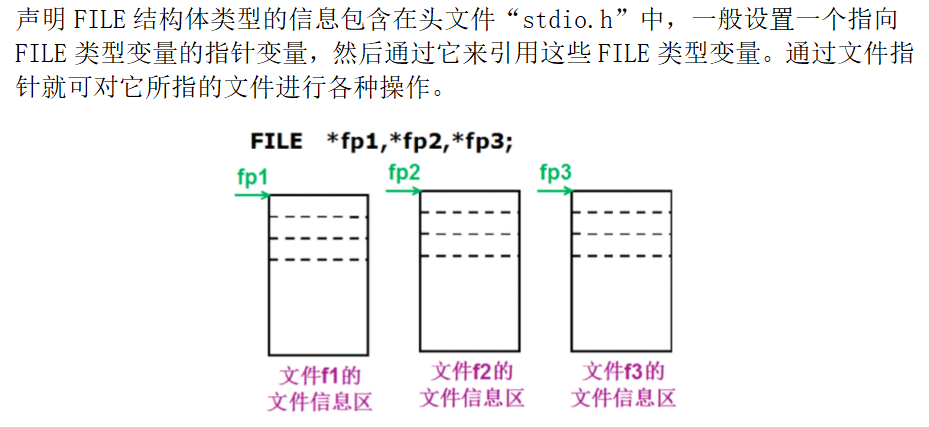 声明 FILE 结构体类型的信息包含在头文件“stdio.h”中，一般设置一个指向
FILE 类型变量的指针变量，然后通过它来引用这些 FILE 类型变量。通过文件指
针就可对它所指的文件进行各种操作。
FILE *fp1,*fp2,*fp3;
fp1
fp2
fp3
文件f1的
文件信息区
文件f2的
文件信息区
文件f3的
文件信息区